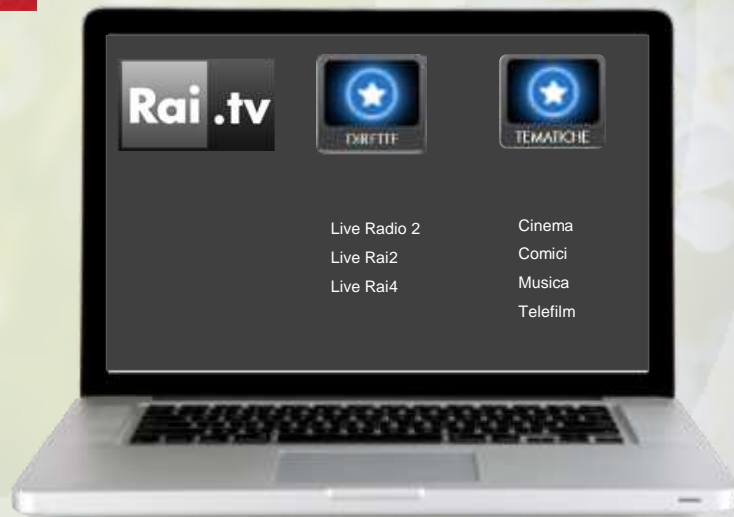 Rai.tv
DIRETTE
TEMATICHE
Live Radio 2
Live Rai2
Live Rai4
Cinema
Comici
Musica
Telefilm